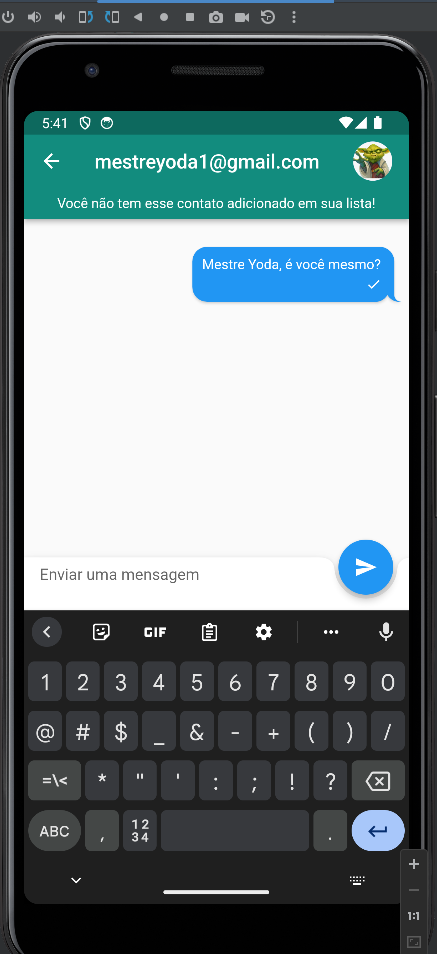 5:41
mestreyoda1@gmail.com
Você não tem esse contato adicionado em sua lista!
Mestre Yoda, é você mesmo?
Enviar uma mensagem
GIF
1 2 3 4 5 6 7 8 9 0
@ # $ _ & - + ( ) /
=\< * " ' : ; ! ?
ABC , 12 34 .
1:1